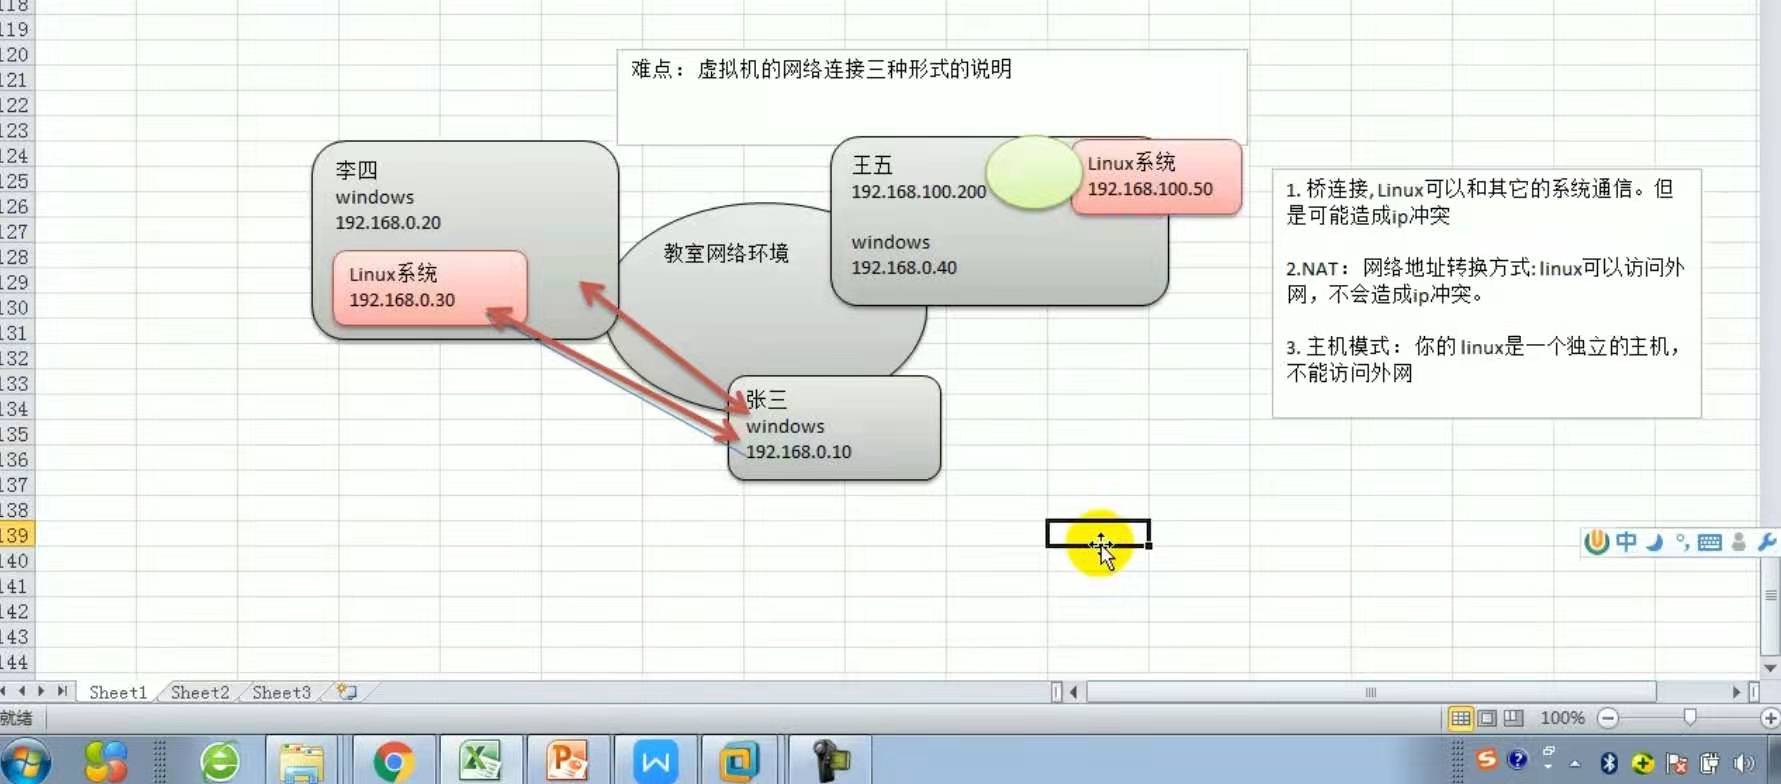 118
119
120
121
122
123
124
125
126
127
128
129
130
131
132
133
134
135
136
137
138
139
140
141
142
143
144
难点：虚拟机的网络连接三种形式的说明
李四
windows
192.168.0.20
Linux系统
192.168.0.30
教室网络环境
王五
192.168.100.200
windows
192.168.0.40
Linux系统
192.168.100.50
张三
windows
192.168.0.10
1. 桥连接,Linux可以和其它的系统通信。但
是可能造成ip冲突
2.NAT：网络地址转换方式:linux可以访问外
网，不会造成ip冲突。
3. 主机模式：你的 linux是一个独立的主机，
不能访问外网
中
Sheet1 Sheet2 Sheet3
就绪
100%